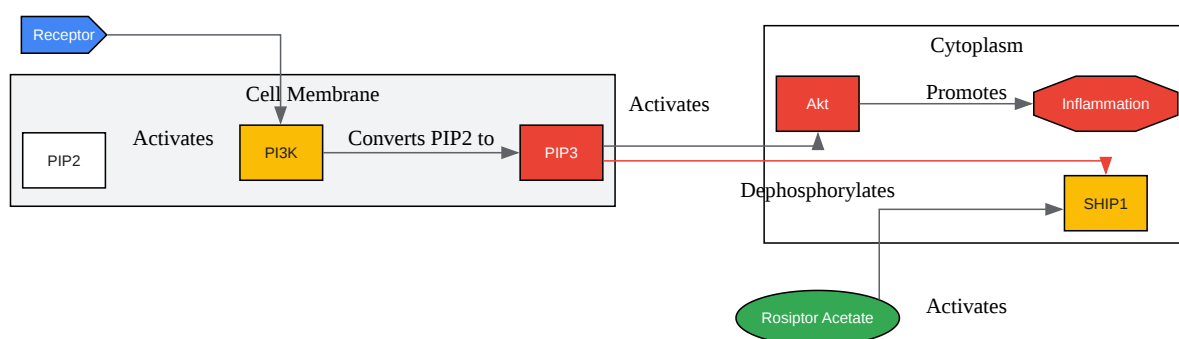 Receptor
Cytoplasm
Cell Membrane
Activates
Akt
Promotes
Inflammation
PIP2
Activates
PI3K
Converts PIP2 to
PIP3
Dephosphorylates
SHIP1
Rosiptor Acetate
Activates